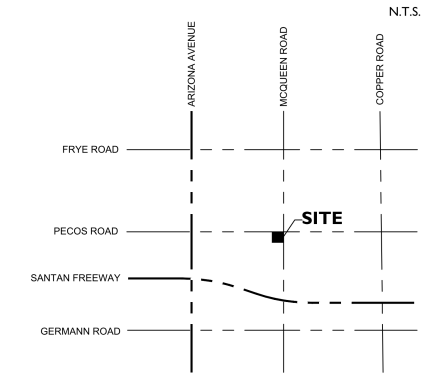 N.T.S.
ARIZONA AVENUE
MCQUEEN ROAD
COPPER ROAD
FRYE ROAD
SITE
PECOS ROAD
SANTAN FREEWAY
GERMANN ROAD